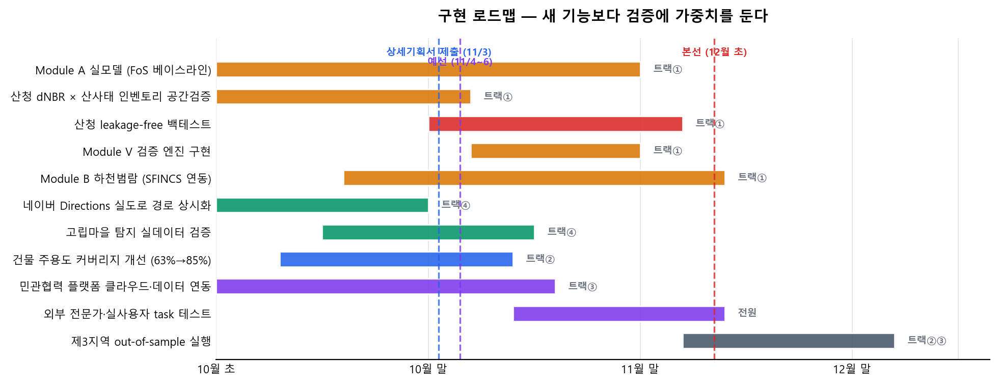 구현 로드맵 — 새 기능보다 검증에 가중치를 둔다
상세기획서 제출 (11/3)
본선 (12월 초)
예선 (11/4~6)
Module A 실모델 (FoS 베이스라인)
트랙①
산청 dNBR × 산사태 인벤토리 공간검증
트랙①
산청 leakage-free 백테스트
트랙①
Module V 검증 엔진 구현
트랙①
Module B 하천범람 (SFINCS 연동)
트랙①
네이버 Directions 실도로 경로 상시화
트랙④
고립마을 탐지 실데이터 검증
트랙④
건물 주용도 커버리지 개선 (63%→85%)
트랙②
민관협력 플랫폼 클라우드·데이터 연동
트랙③
외부 전문가·실사용자 task 테스트
전원
제3지역 out-of-sample 실행
트랙②③
10월 초
10월 말
11월 말
12월 말